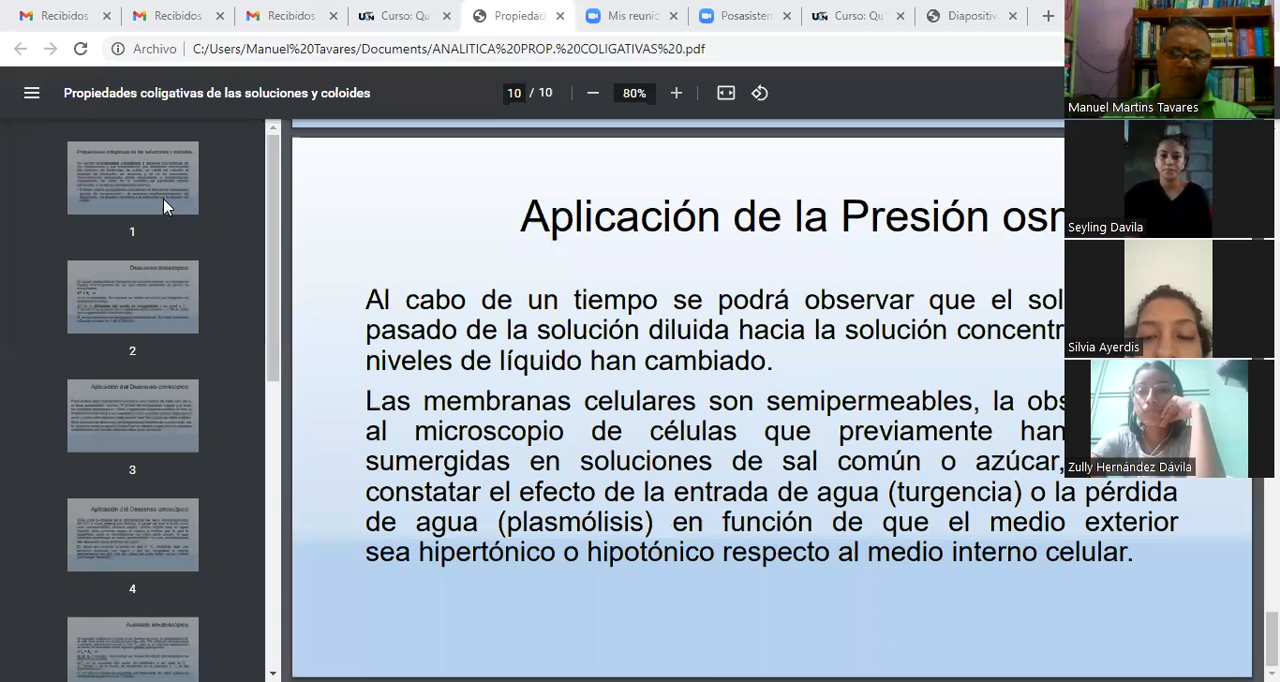 Recibidos
Recibidos
Recibidos
Curso: Qu
Propiedad
Mis reuni
Posasisten
Curso: Qu
Diapositiv
Archivo
C:/Users/Manuel%20Tavares/Documents/ANALITICA%20PROP.%20COLIGATIVAS%20.pdf
Propiedades coligativas de las soluciones y coloides
10 / 10
80%
Manuel Martins Tavares
Seyling Davila
Silvia Ayerdis
Zully Hernández Dávila
1
2
3
4
Aplicación de la Presión osm
Al cabo de un tiempo se podrá observar que el sol
pasado de la solución diluida hacia la solución concentr
niveles de líquido han cambiado.
Las membranas celulares son semipermeables, la obs
al microscopio de células que previamente han
sumergidas en soluciones de sal común o azúcar,
constatar el efecto de la entrada de agua (turgencia) o la pérdida
de agua (plasmólisis) en función de que el medio exterior
sea hipertónico o hipotónico respecto al medio interno celular.